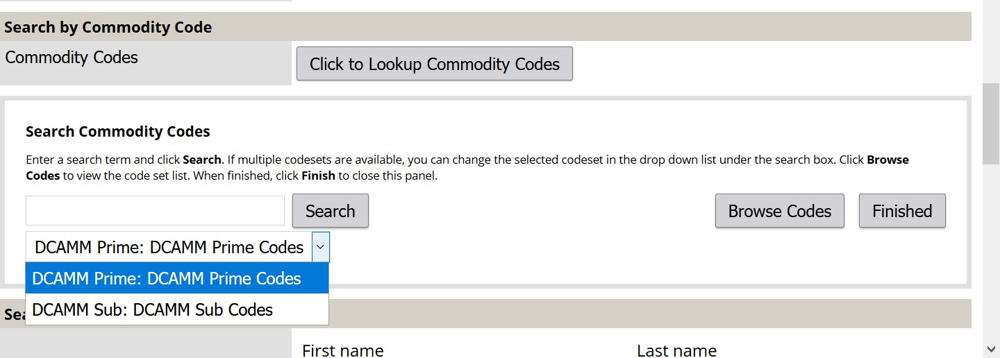 Search by Commodity Code
Commodity Codes
Click to Lookup Commodity Codes
Search Commodity Codes
Enter a search term and click Search. If multiple codesets are available, you can change the selected codeset in the drop down list under the search box. Click Browse
Codes to view the code set list. When finished, click Finish to close this panel.
Search
Browse Codes
Finished
DCAMM Prime: DCAMM Prime Codes
DCAMM Prime: DCAMM Prime Codes
DCAMM Sub: DCAMM Sub Codes
First name
Last name